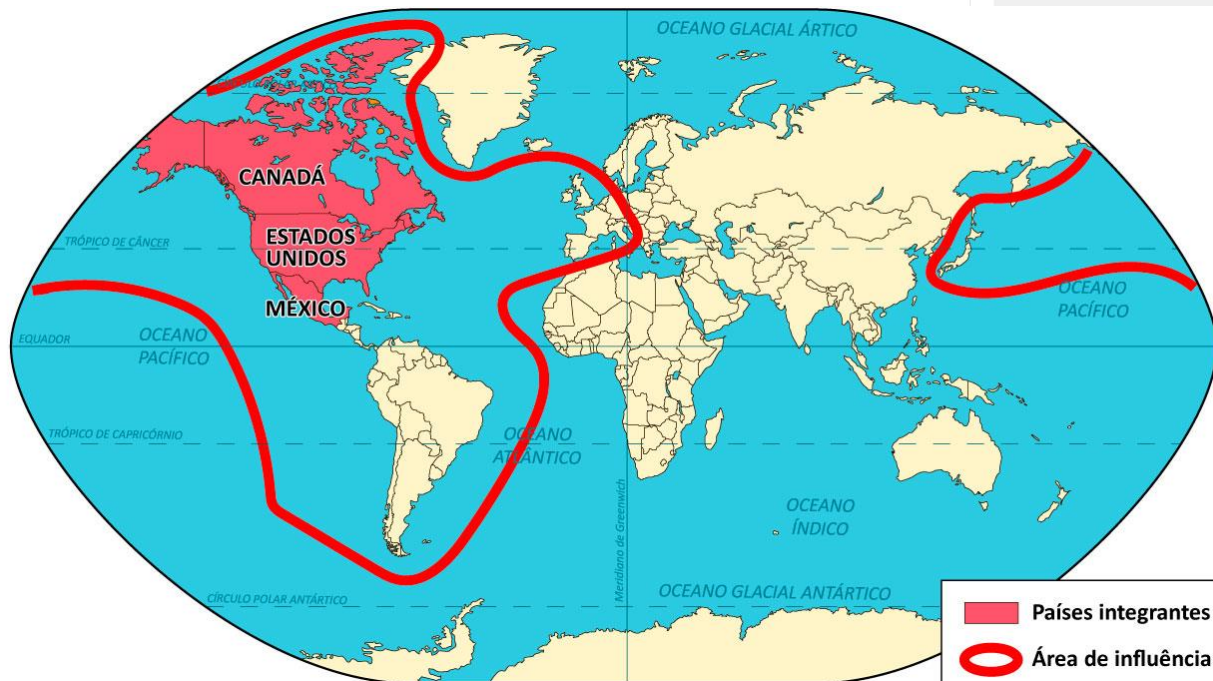 OCEANO GLACIAL ÁRTICO
CANADÁ
TRÓPICO DE CÂNCER
ESTADOS
UNIDOS
MÉXICO
OCEANO
PACÍFICO
EQUADOR
OCEANO
PACÍFICO
TRÓPICO DE CAPRICÓRNIO
OCEANO
ATLÂNTICO
Meridiano de Greenwich
OCEANO
ÍNDICO
CÍRCULO POLAR ANTÁRTICO
OCEANO GLACIAL ANTÁRTICO
Países integrantes
Área de influência